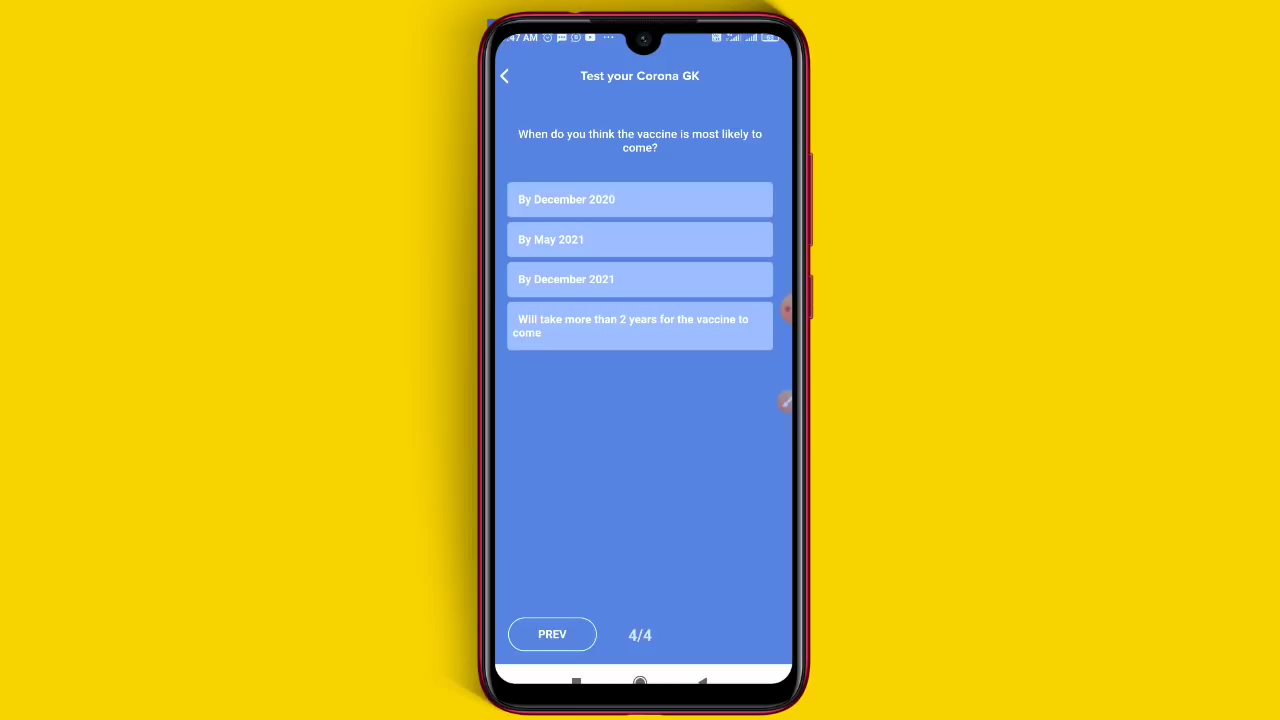 :47 AM
Test your Corona GK
When do you think the vaccine is most likely to
come?
By December 2020
By May 2021
By December 2021
Will take more than 2 years for the vaccine to
come
PREV
4/4